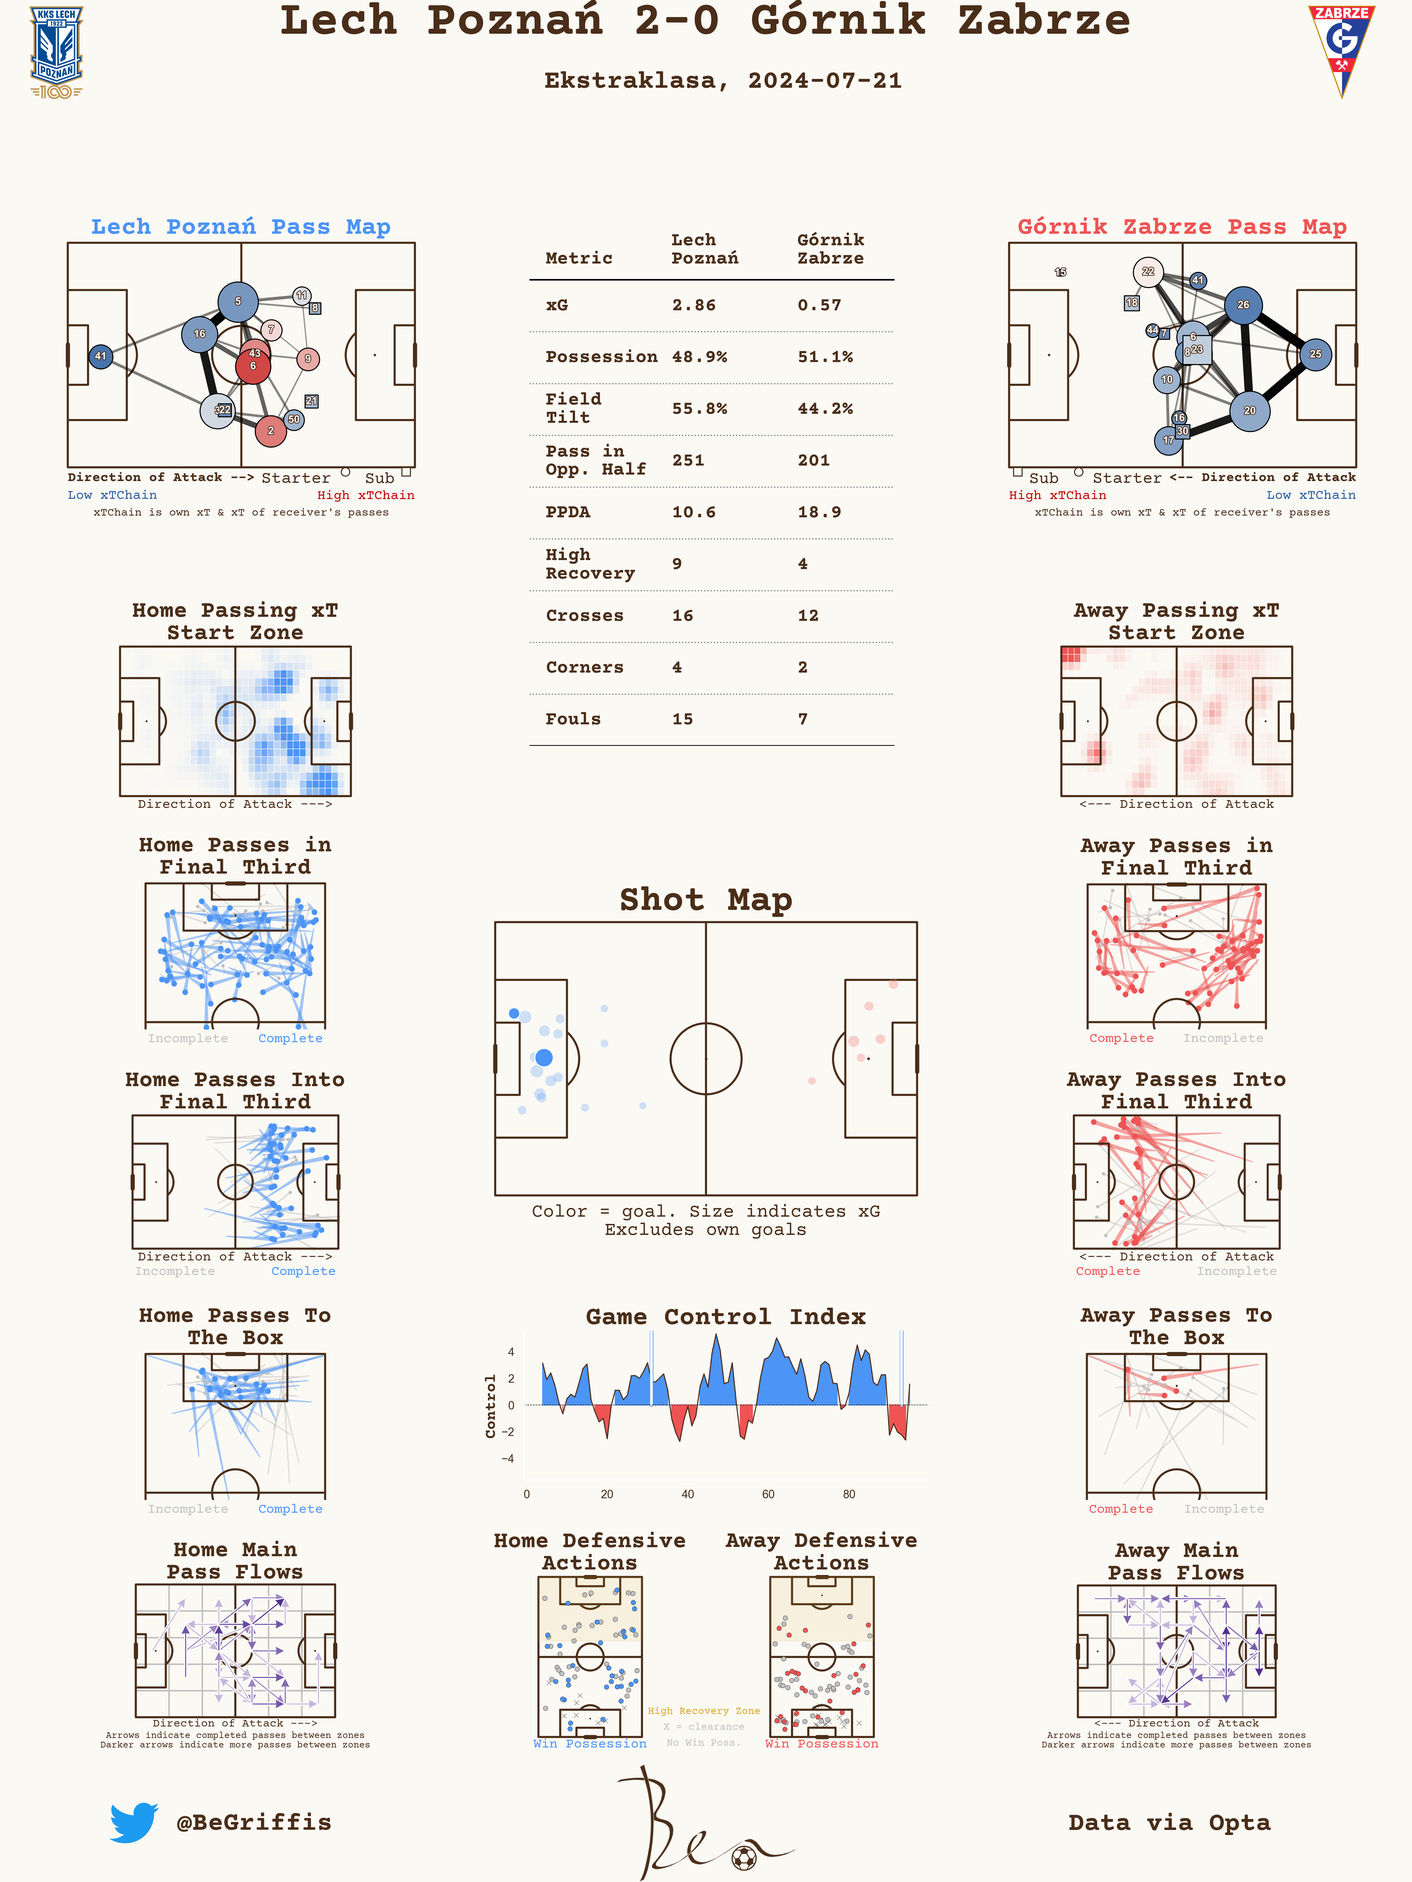 Lech Poznań 2-0 Górnik Zabrze
Ekstraklasa, 2024-07-21
KKS LECH
1922
POZNAŃ
100
ZABRZE
G
Lech Poznań Pass Map
41
16
5
11
8
7
43
6
9
22
21
50
2
Direction of Attack --> Starter Sub
Low xTChain High xTChain
xTChain is own xT & xT of receiver's passes
Metric Lech Poznań Górnik Zabrze
xG 2.86 0.57
Possession 48.9% 51.1%
Field Tilt 55.8% 44.2%
Pass in Opp. Half 251 201
PPDA 10.6 18.9
High Recovery 9 4
Crosses 16 12
Corners 4 2
Fouls 15 7
Górnik Zabrze Pass Map
15
22
41
18
26
44
7
6
8
23
25
10
16
20
17
30
Sub Starter <-- Direction of Attack
High xTChain Low xTChain
xTChain is own xT & xT of receiver's passes
Home Passing xT
Start Zone
Direction of Attack --->
Away Passing xT
Start Zone
<--- Direction of Attack
Home Passes in
Final Third
Incomplete Complete
Away Passes in
Final Third
Complete Incomplete
Shot Map
Color = goal. Size indicates xG
Excludes own goals
Home Passes Into
Final Third
Direction of Attack --->
Incomplete Complete
Away Passes Into
Final Third
<--- Direction of Attack
Complete Incomplete
Home Passes To
The Box
Incomplete Complete
Game Control Index
Control
4
2
0
−2
−4
0 20 40 60 80
Away Passes To
The Box
Complete Incomplete
Home Main
Pass Flows
Direction of Attack --->
Arrows indicate completed passes between zones
Darker arrows indicate more passes between zones
Home Defensive
Actions
Win Possession
High Recovery Zone
X = clearance
No Win Poss.
Away Defensive
Actions
Win Possession
Away Main
Pass Flows
<--- Direction of Attack
Arrows indicate completed passes between zones
Darker arrows indicate more passes between zones
@BeGriffis
Ben
Data via Opta